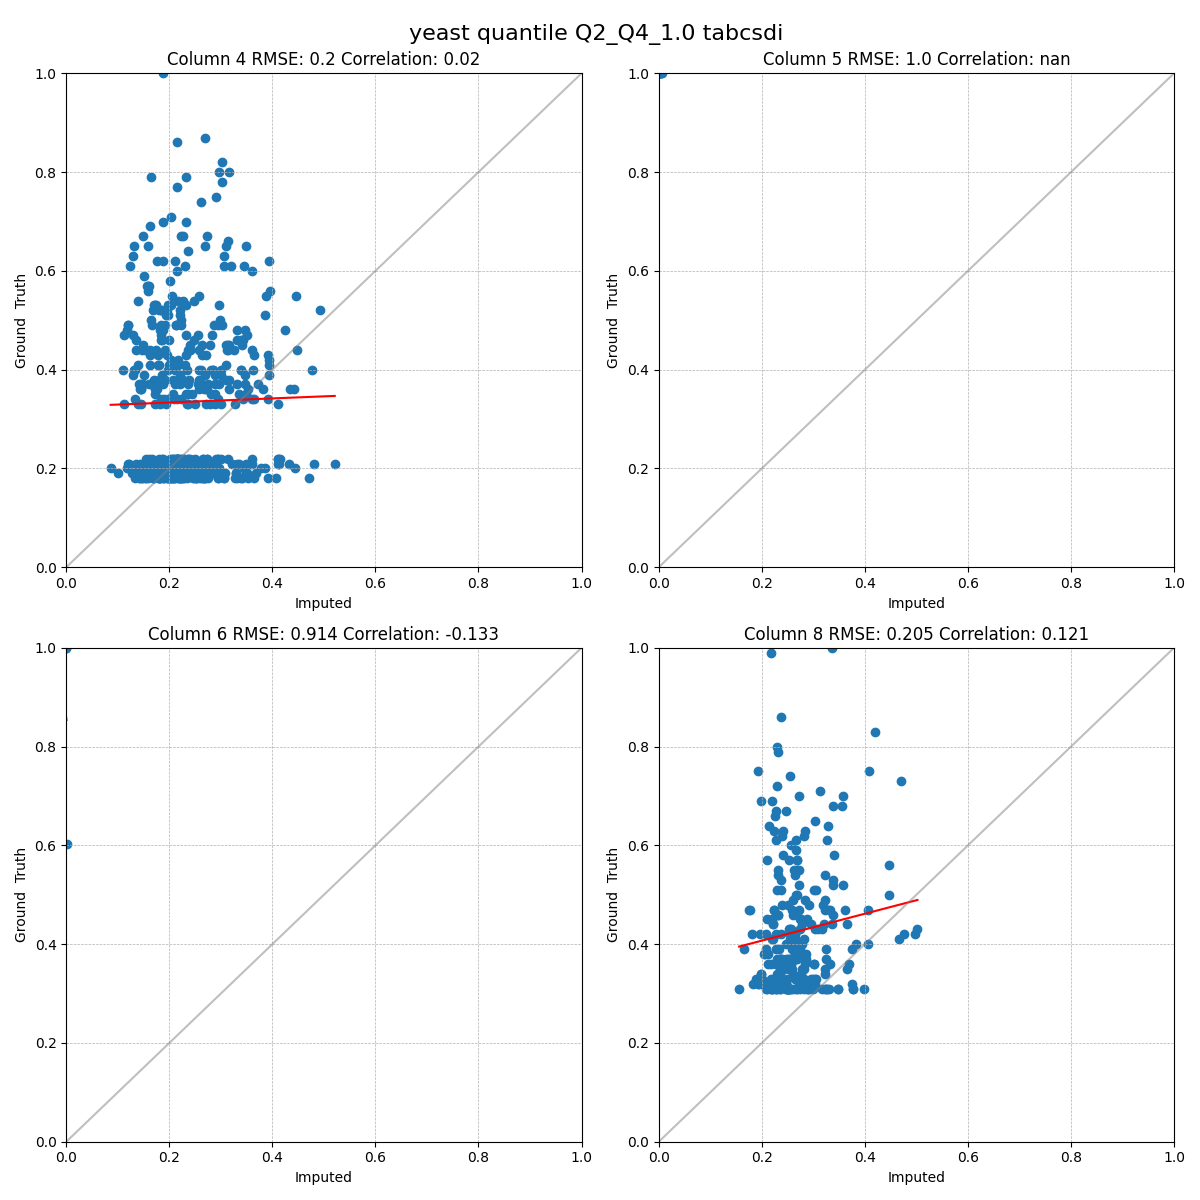 yeast quantile Q2_Q4_1.0 tabcsdi
Column 4 RMSE: 0.2 Correlation: 0.02
1.0
0.8
0.6
0.4
0.2
0.0
Ground Truth
0.0 0.2 0.4 0.6 0.8 1.0
Imputed
Column 5 RMSE: 1.0 Correlation: nan
1.0
0.8
0.6
0.4
0.2
0.0
Ground Truth
0.0 0.2 0.4 0.6 0.8 1.0
Imputed
Column 6 RMSE: 0.914 Correlation: -0.133
1.0
0.8
0.6
0.4
0.2
0.0
Ground Truth
0.0 0.2 0.4 0.6 0.8 1.0
Imputed
Column 8 RMSE: 0.205 Correlation: 0.121
1.0
0.8
0.6
0.4
0.2
0.0
Ground Truth
0.0 0.2 0.4 0.6 0.8 1.0
Imputed